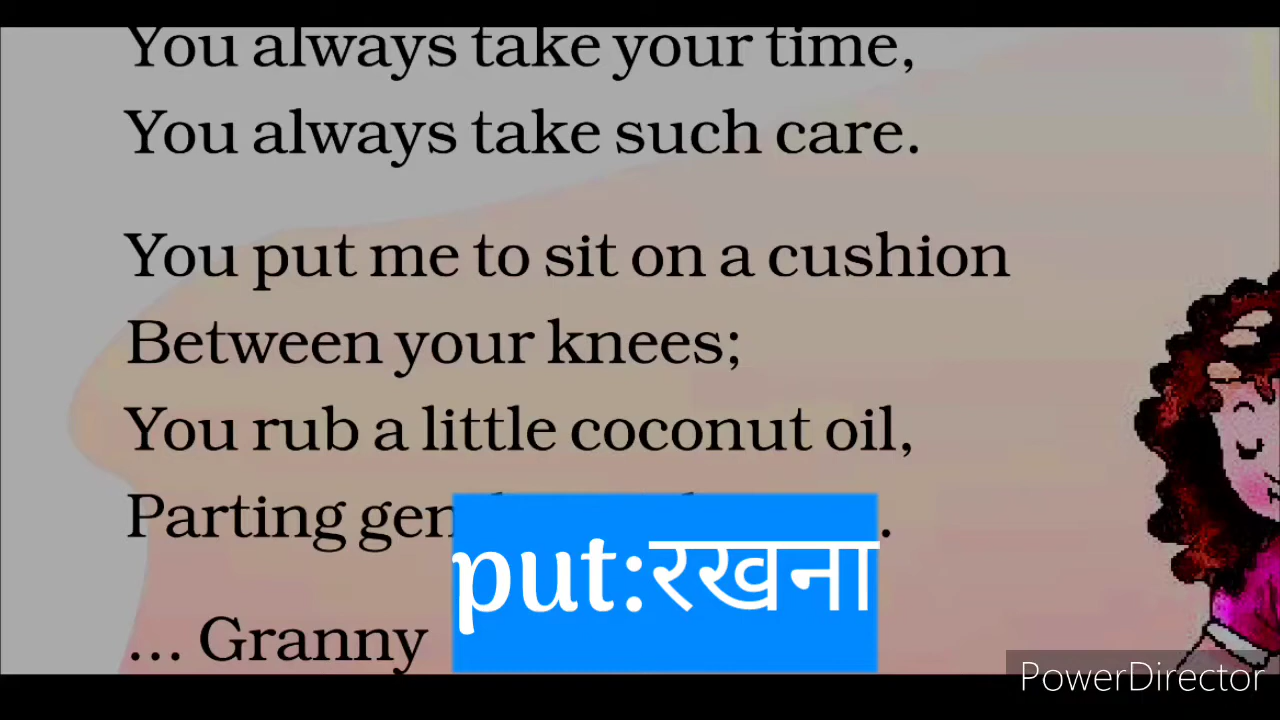 You always take your time,
You always take such care.
You put me to sit on a cushion
Between your knees;
You rub a little coconut oil,
Parting
... Granny
put:रखना
PowerDirector